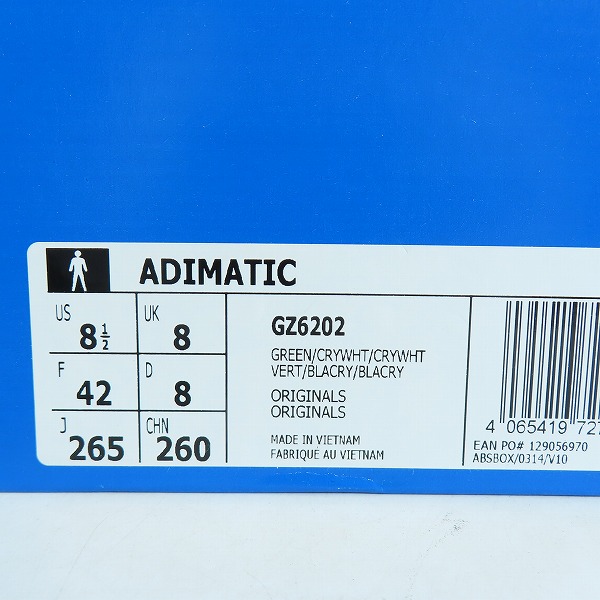 ADIMATIC
US 8 1/2 UK 8
F 42 D 8
J 265 CHN 260
GZ6202
GREEN/CRYWHT/CRYWHT
VERT/BLACRY/BLACRY
ORIGINALS
ORIGINALS
MADE IN VIETNAM
FABRIQUE AU VIETNAM
4 065419 727
EAN PO# 129056970
ABSBOX/0314/V10